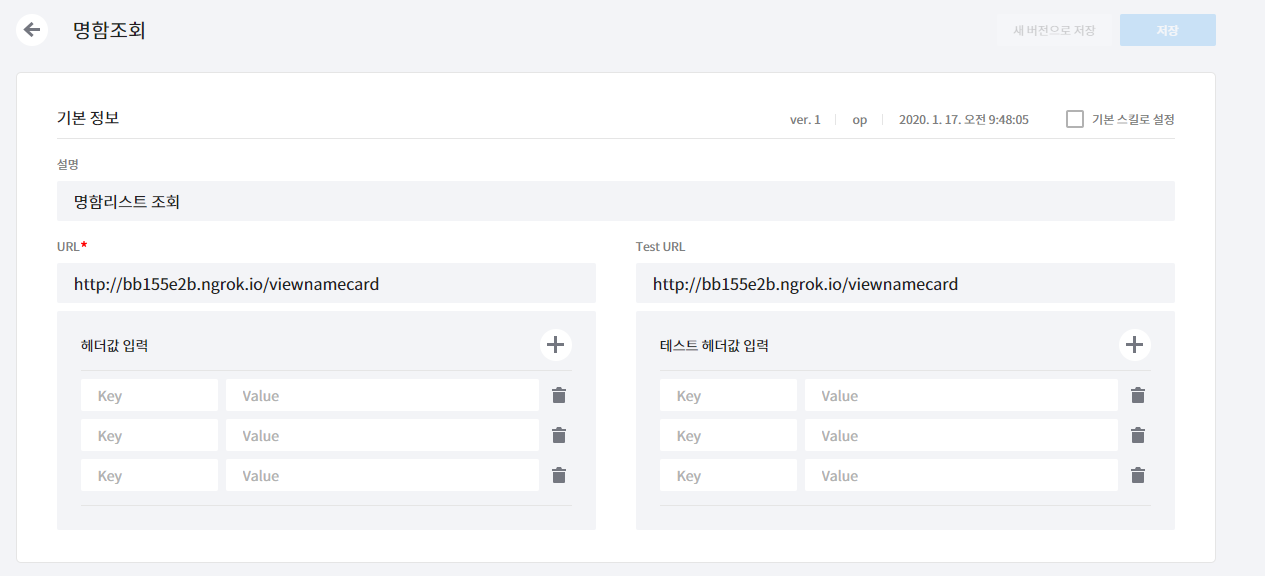 명함조회
새 버전으로 저장 저장
기본 정보 ver. 1 op 2020. 1. 17. 오전 9:48:05 기본 스킬로 설정
설명
명함리스트 조회
URL* Test URL
http://bb155e2b.ngrok.io/viewnamecard http://bb155e2b.ngrok.io/viewnamecard
헤더값 입력 테스트 헤더값 입력
Key Value Key Value
Key Value Key Value
Key Value Key Value